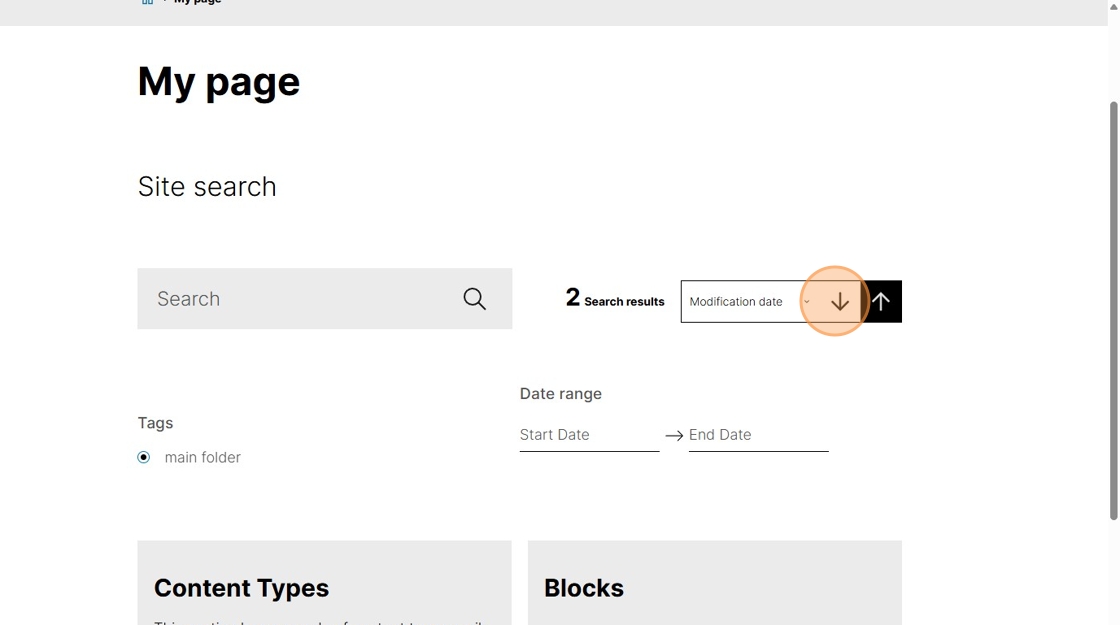 My page
My page
Site search
Search
2 Search results
Modification date
Date range
Tags
Start Date
End Date
main folder
Content Types
Blocks